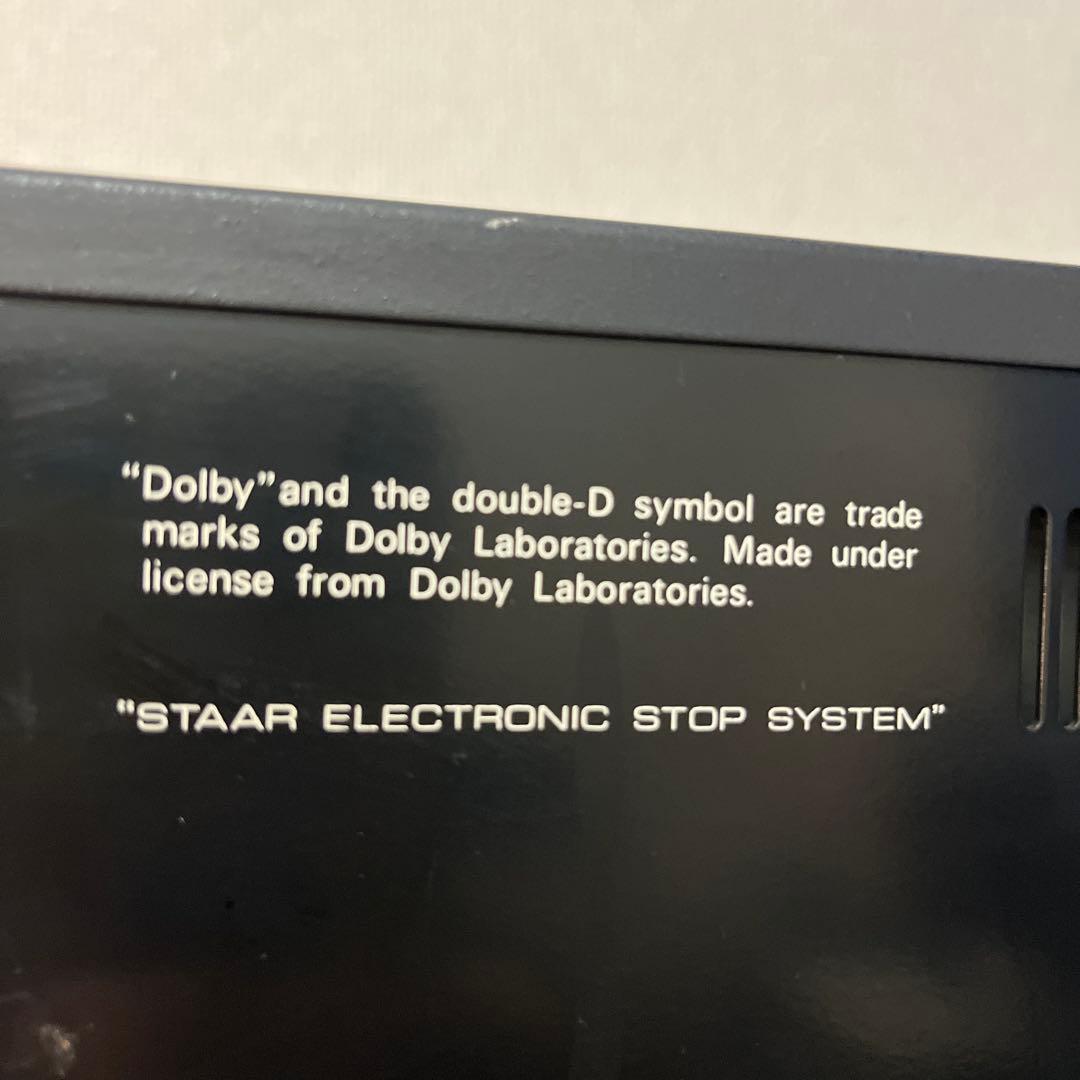 “Dolby” and the double-D symbol are trade
marks of Dolby Laboratories. Made under
license from Dolby Laboratories.
“STAAR ELECTRONIC STOP SYSTEM”